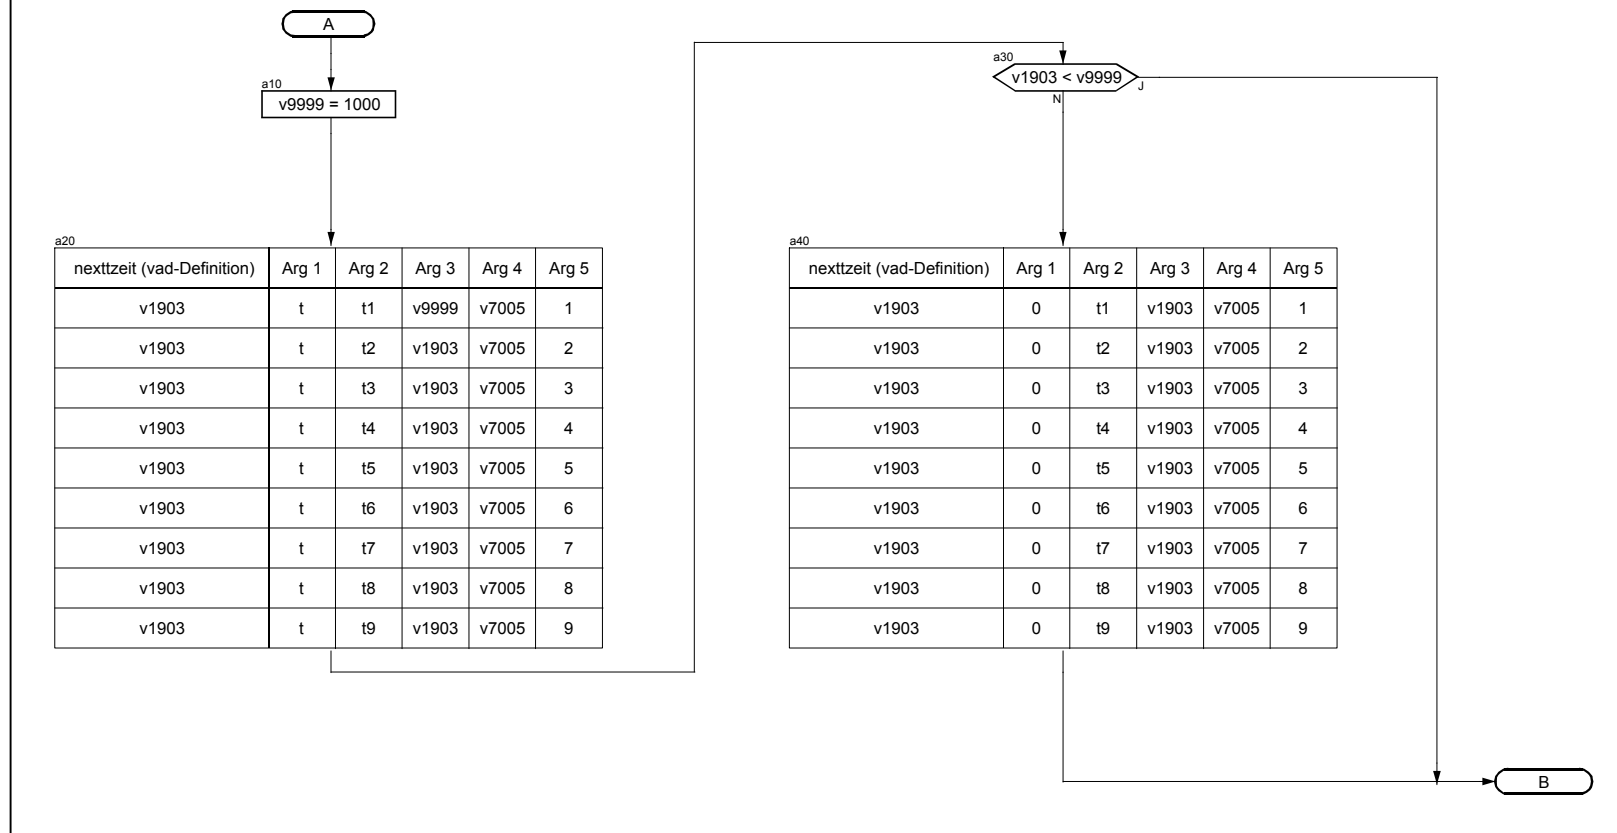 A
a10
v9999 = 1000
a20
nexttzeit (vad-Definition) Arg 1 Arg 2 Arg 3 Arg 4 Arg 5
v1903 t t1 v9999 v7005 1
v1903 t t2 v1903 v7005 2
v1903 t t3 v1903 v7005 3
v1903 t t4 v1903 v7005 4
v1903 t t5 v1903 v7005 5
v1903 t t6 v1903 v7005 6
v1903 t t7 v1903 v7005 7
v1903 t t8 v1903 v7005 8
v1903 t t9 v1903 v7005 9
a30
v1903 < v9999
J
N
a40
nexttzeit (vad-Definition) Arg 1 Arg 2 Arg 3 Arg 4 Arg 5
v1903 0 t1 v1903 v7005 1
v1903 0 t2 v1903 v7005 2
v1903 0 t3 v1903 v7005 3
v1903 0 t4 v1903 v7005 4
v1903 0 t5 v1903 v7005 5
v1903 0 t6 v1903 v7005 6
v1903 0 t7 v1903 v7005 7
v1903 0 t8 v1903 v7005 8
v1903 0 t9 v1903 v7005 9
B